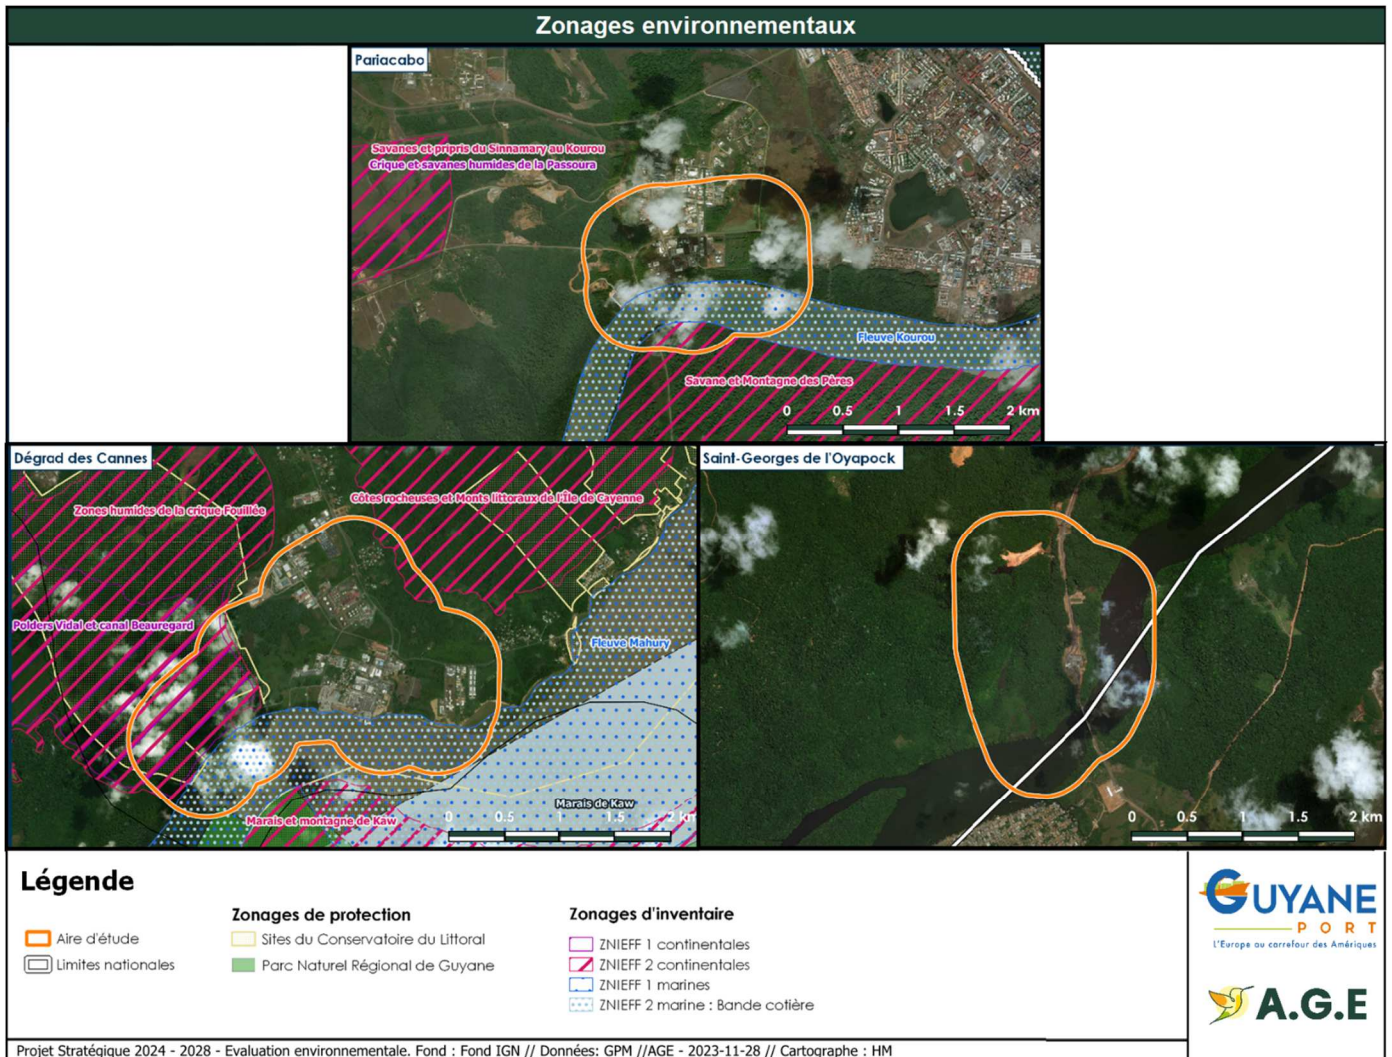 Zonages environnementaux
Pariacabo
Savanes et pripris du Sinnamary au Kourou
Crique et savanes humides de la Passoura
Fleuve Kourou
Savane et Montagne des Pères
0 0.5 1 1.5 2 km
Dégrad des Cannes
Côtes rocheuses et Monts littoraux de l'Île de Cayenne
Zones humides de la crique Fouillée
Polders Vidal et canal Beauregard
Fleuve Mahury
Marais de Kaw
Marais et montagne de Kaw
0 0.5 1 1.5 2 km
Saint-Georges de l'Oyapock
0 0.5 1 1.5 2 km
Légende
Aire d'étude
Limites nationales
Zonages de protection
Sites du Conservatoire du Littoral
Parc Naturel Régional de Guyane
Zonages d'inventaire
ZNIEFF 1 continentales
ZNIEFF 2 continentales
ZNIEFF 1 marines
ZNIEFF 2 marine : Bande cotière
GUYANE
PORT
L'Europe au carrefour des Amériques
A.G.E
Projet Stratégique 2024 - 2028 - Evaluation environnementale. Fond : Fond IGN // Données: GPM //AGE - 2023-11-28 // Cartographe : HM